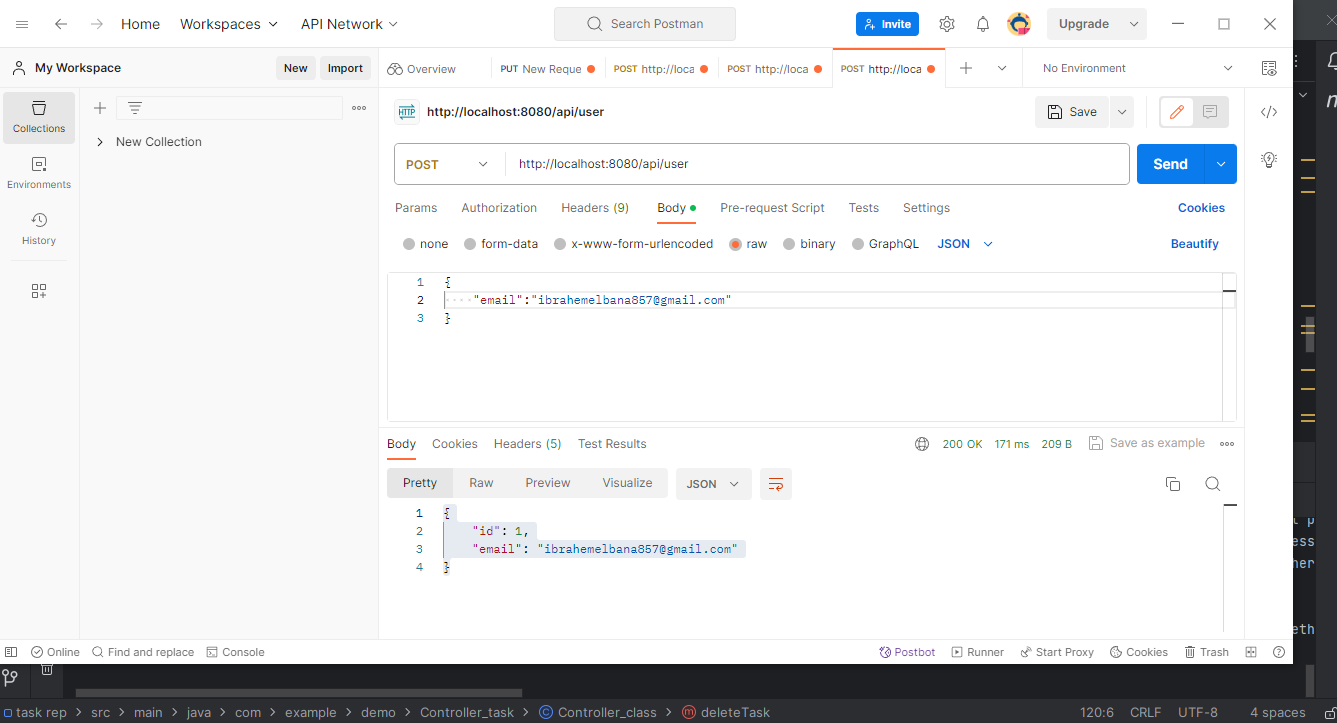 Home Workspaces API Network Search Postman Invite Upgrade
My Workspace New Import Overview PUT New Reque POST http://loca POST http://loca POST http://loca No Environment
Collections
Environments
History
New Collection
HTTP http://localhost:8080/api/user Save
POST http://localhost:8080/api/user Send
Params Authorization Headers (9) Body Pre-request Script Tests Settings Cookies
none form-data x-www-form-urlencoded raw binary GraphQL JSON Beautify
1 {
2 "email":"ibrahemelbana857@gmail.com"
3 }
Body Cookies Headers (5) Test Results 200 OK 171 ms 209 B Save as example
Pretty Raw Preview Visualize JSON
1 {
2 "id": 1,
3 "email": "ibrahemelbana857@gmail.com"
4 }
Online Find and replace Console Postbot Runner Start Proxy Cookies Trash
task rep > src > main > java > com > example > demo > Controller_task > Controller_class > deleteTask 120:6 CRLF UTF-8 4 spaces